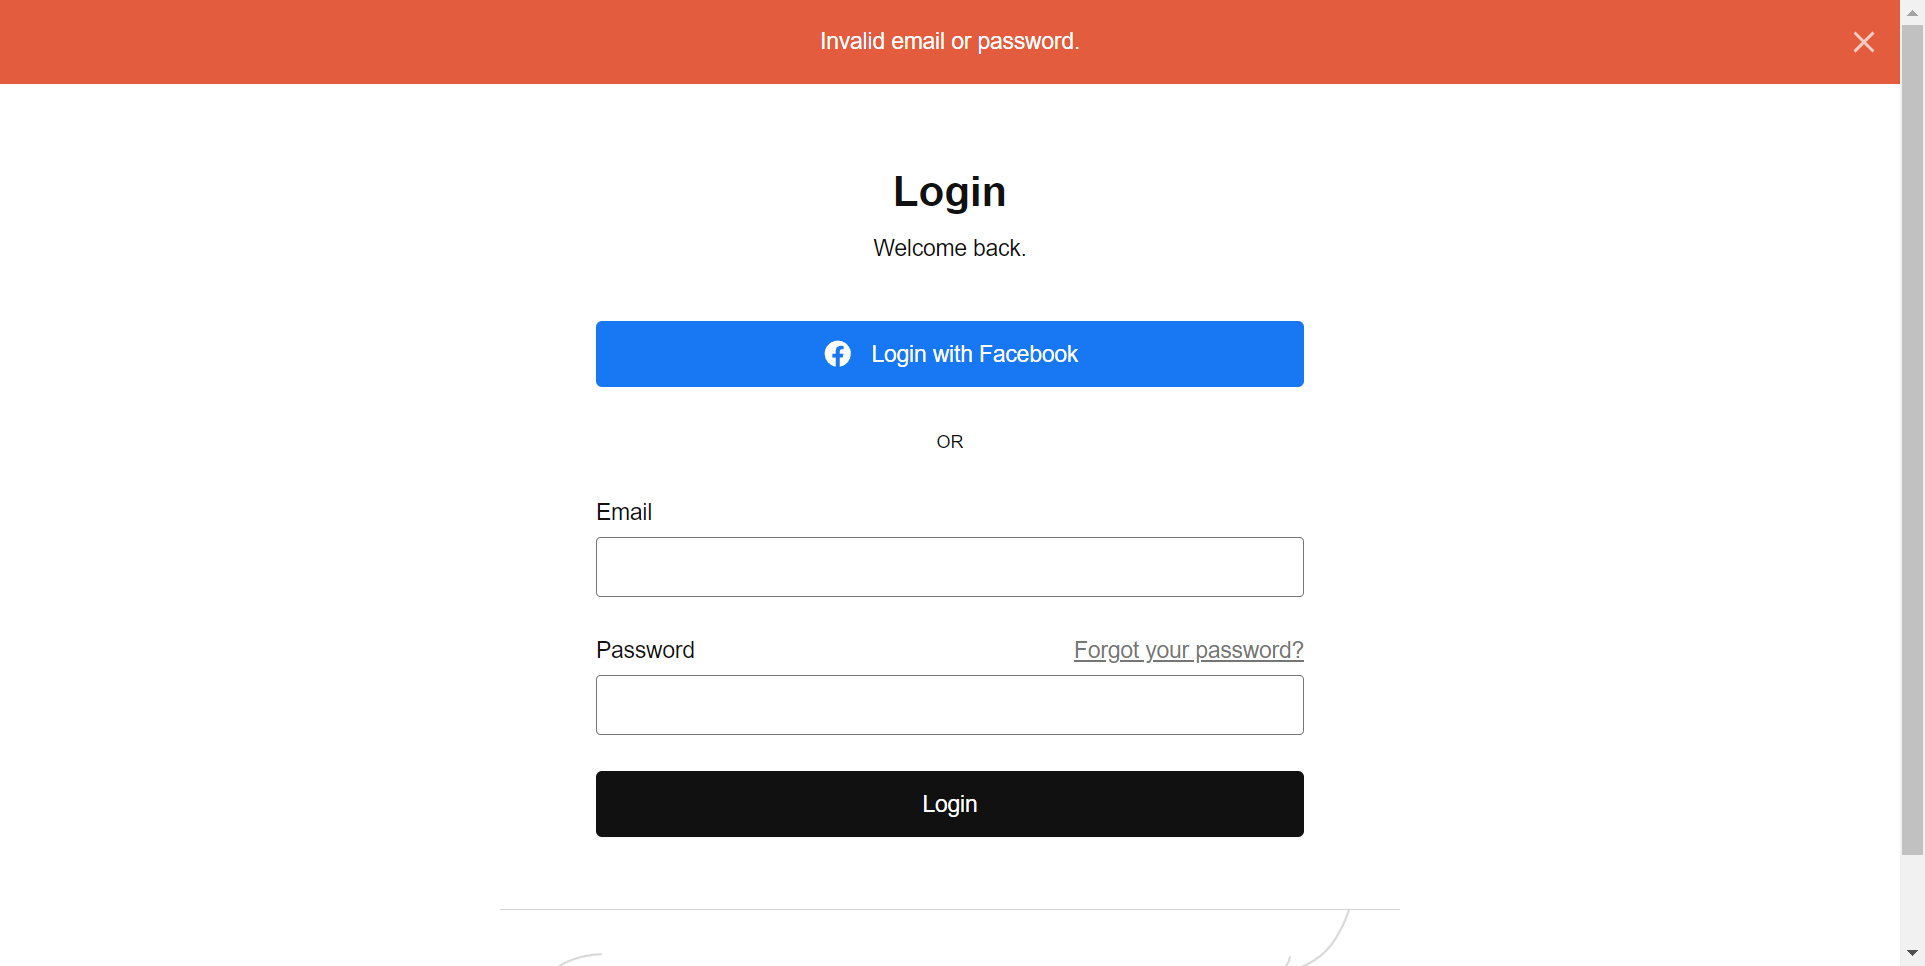 Invalid email or password.
Login
Welcome back.
Login with Facebook
OR
Email
Password
Forgot your password?
Login